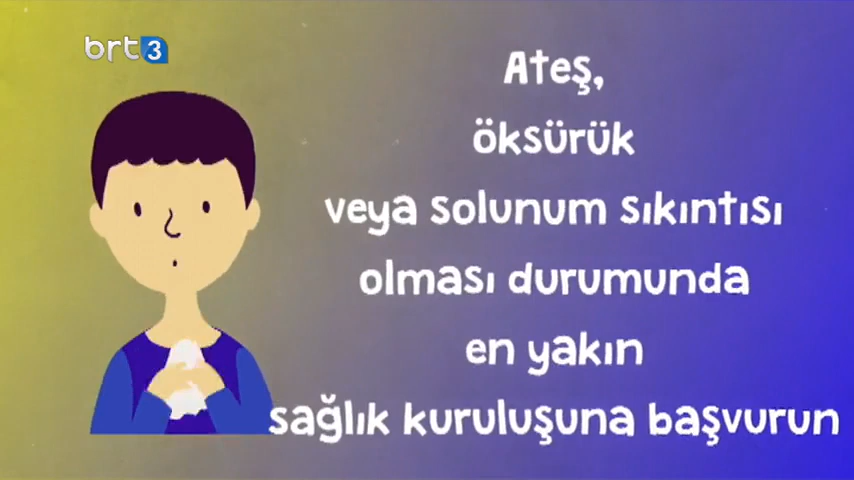 brt3
Ateş,
öksürük
veya solunum sıkıntısı
olması durumunda
en yakın
sağlık kuruluşuna başvurun